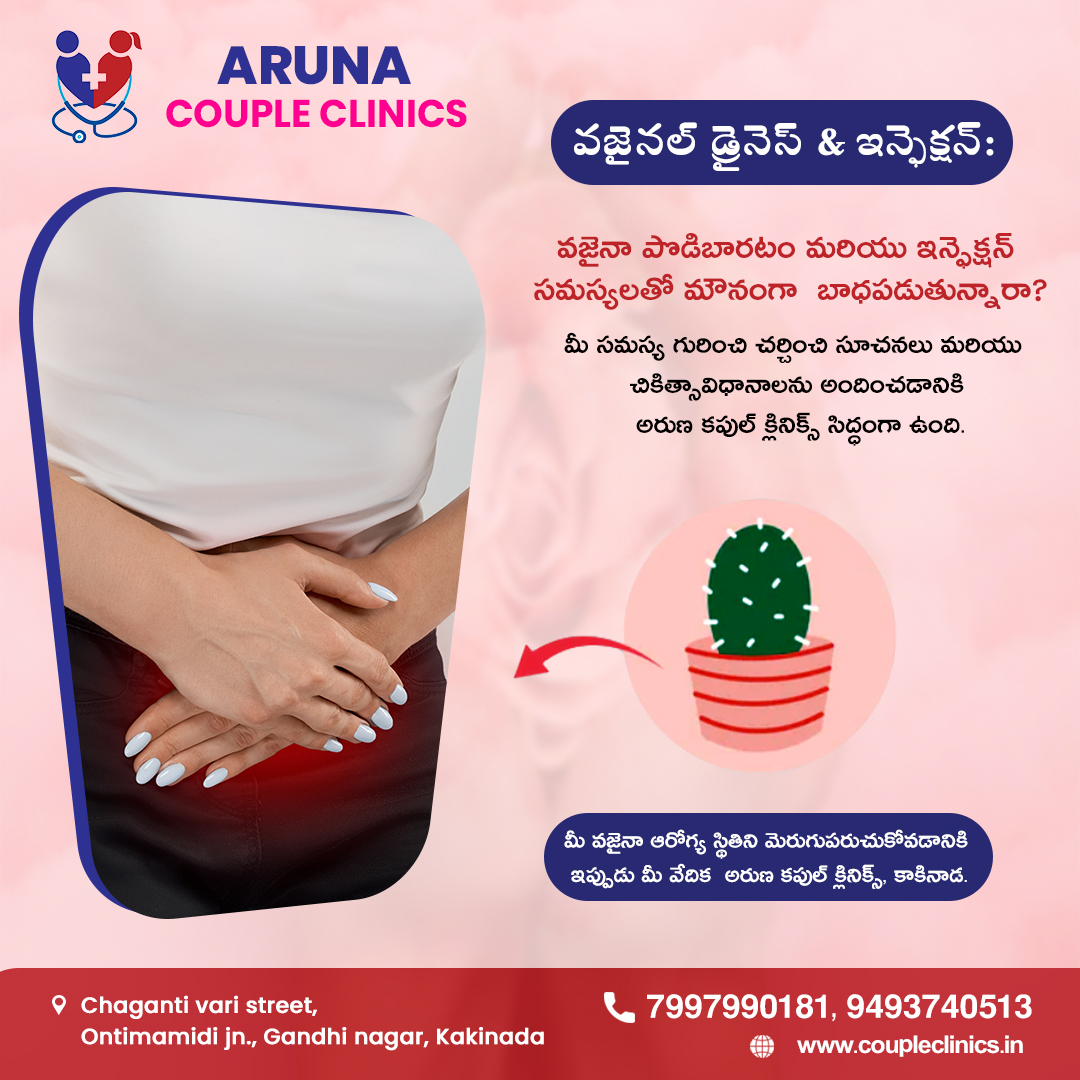 ARUNA
COUPLE CLINICS
వజైనల్ డ్రైనెస్ & ఇన్ఫెక్షన్:
వజైనా పొడిబారటం మరియు ఇన్ఫెక్షన్
సమస్యలతో మౌనంగా బాధపడుతున్నారా?
మీ సమస్య గురించి చర్చించి సూచనలు మరియు
చికిత్సావిధానాలను అందించడానికి
అరుణ కపుల్ క్లినిక్స్ సిద్ధంగా ఉంది.
మీ వజైనా ఆరోగ్య స్థితిని మెరుగుపరుచుకోవడానికి
ఇప్పుడు మీ వేదిక అరుణ కపుల్ క్లినిక్స్, కాకినాడ.
Chaganti vari street,
Ontimamidi jn., Gandhi nagar, Kakinada
7997990181, 9493740513
www.coupleclinics.in